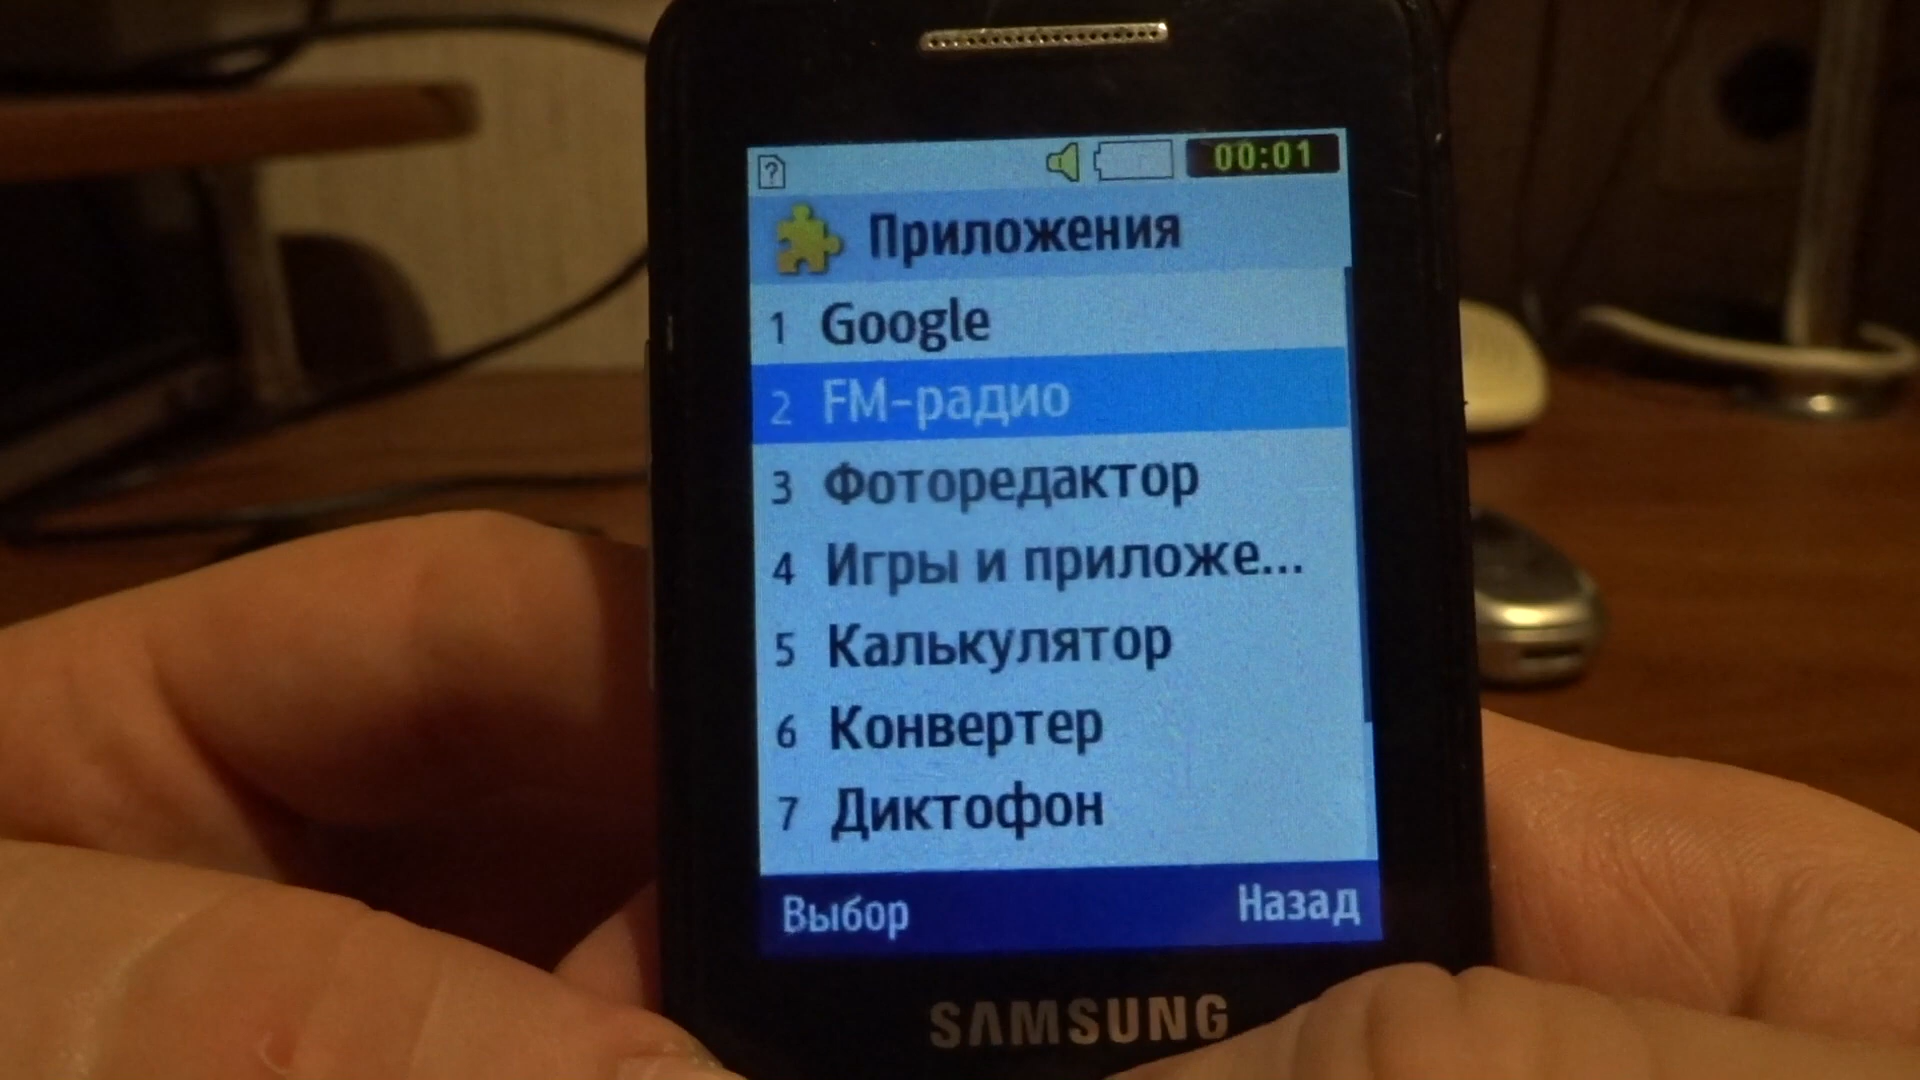 ?
00:01
Приложения
1 Google
2 FM-радио
3 Фоторедактор
4 Игры и приложе...
5 Калькулятор
6 Конвертер
7 Диктофон
Выбор Назад
SAMSUNG